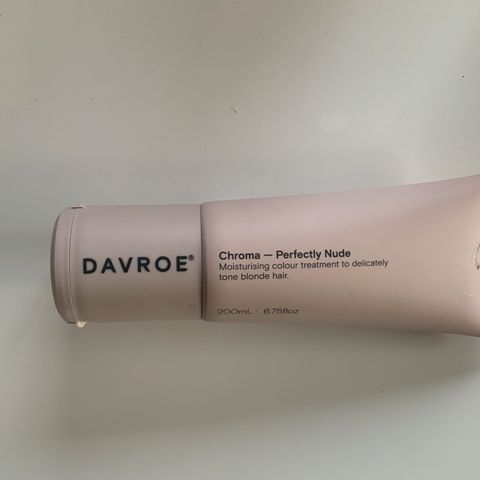 DAVROE®
Chroma — Perfectly Nude
Moisturising colour treatment to delicately
tone blonde hair.
200mL · 6.75floz